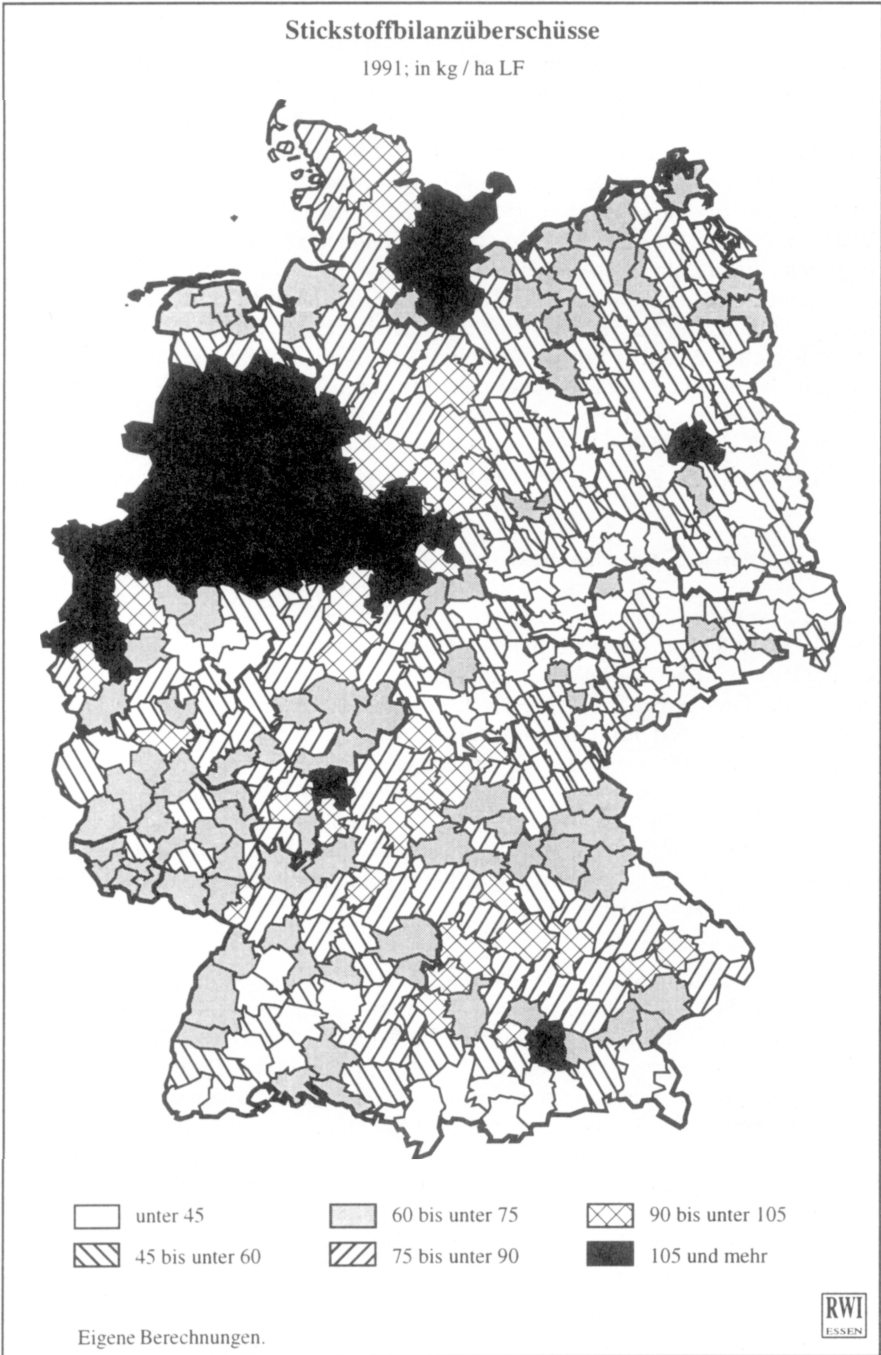 Stickstoffbilanzüberschüsse
1991; in kg / ha LF
unter 45
60 bis unter 75
90 bis unter 105
45 bis unter 60
75 bis unter 90
105 und mehr
Eigene Berechnungen.
RWI
ESSEN